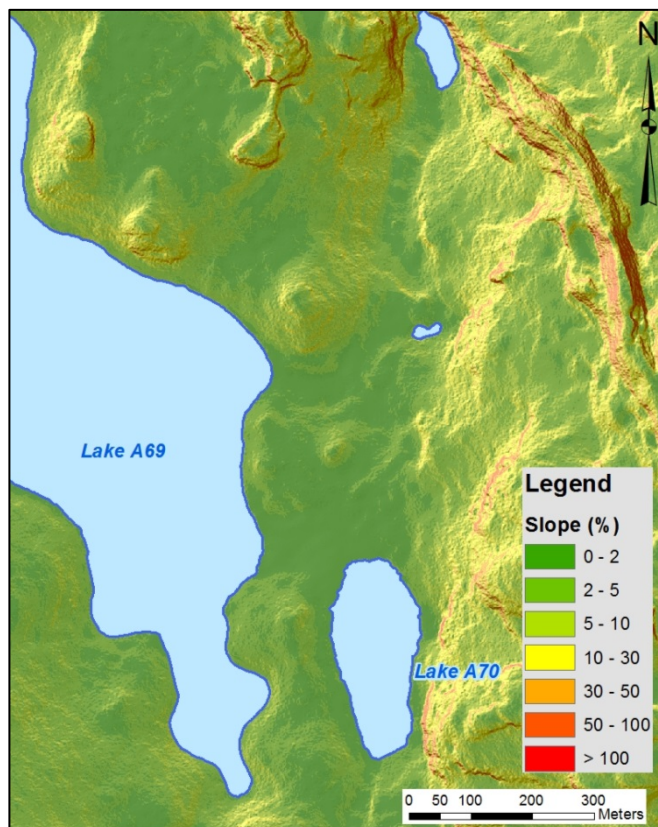 N
Lake A69
Lake A70
Legend
Slope (%)
0 - 2
2 - 5
5 - 10
10 - 30
30 - 50
50 - 100
> 100
0 50 100 200 300
Meters